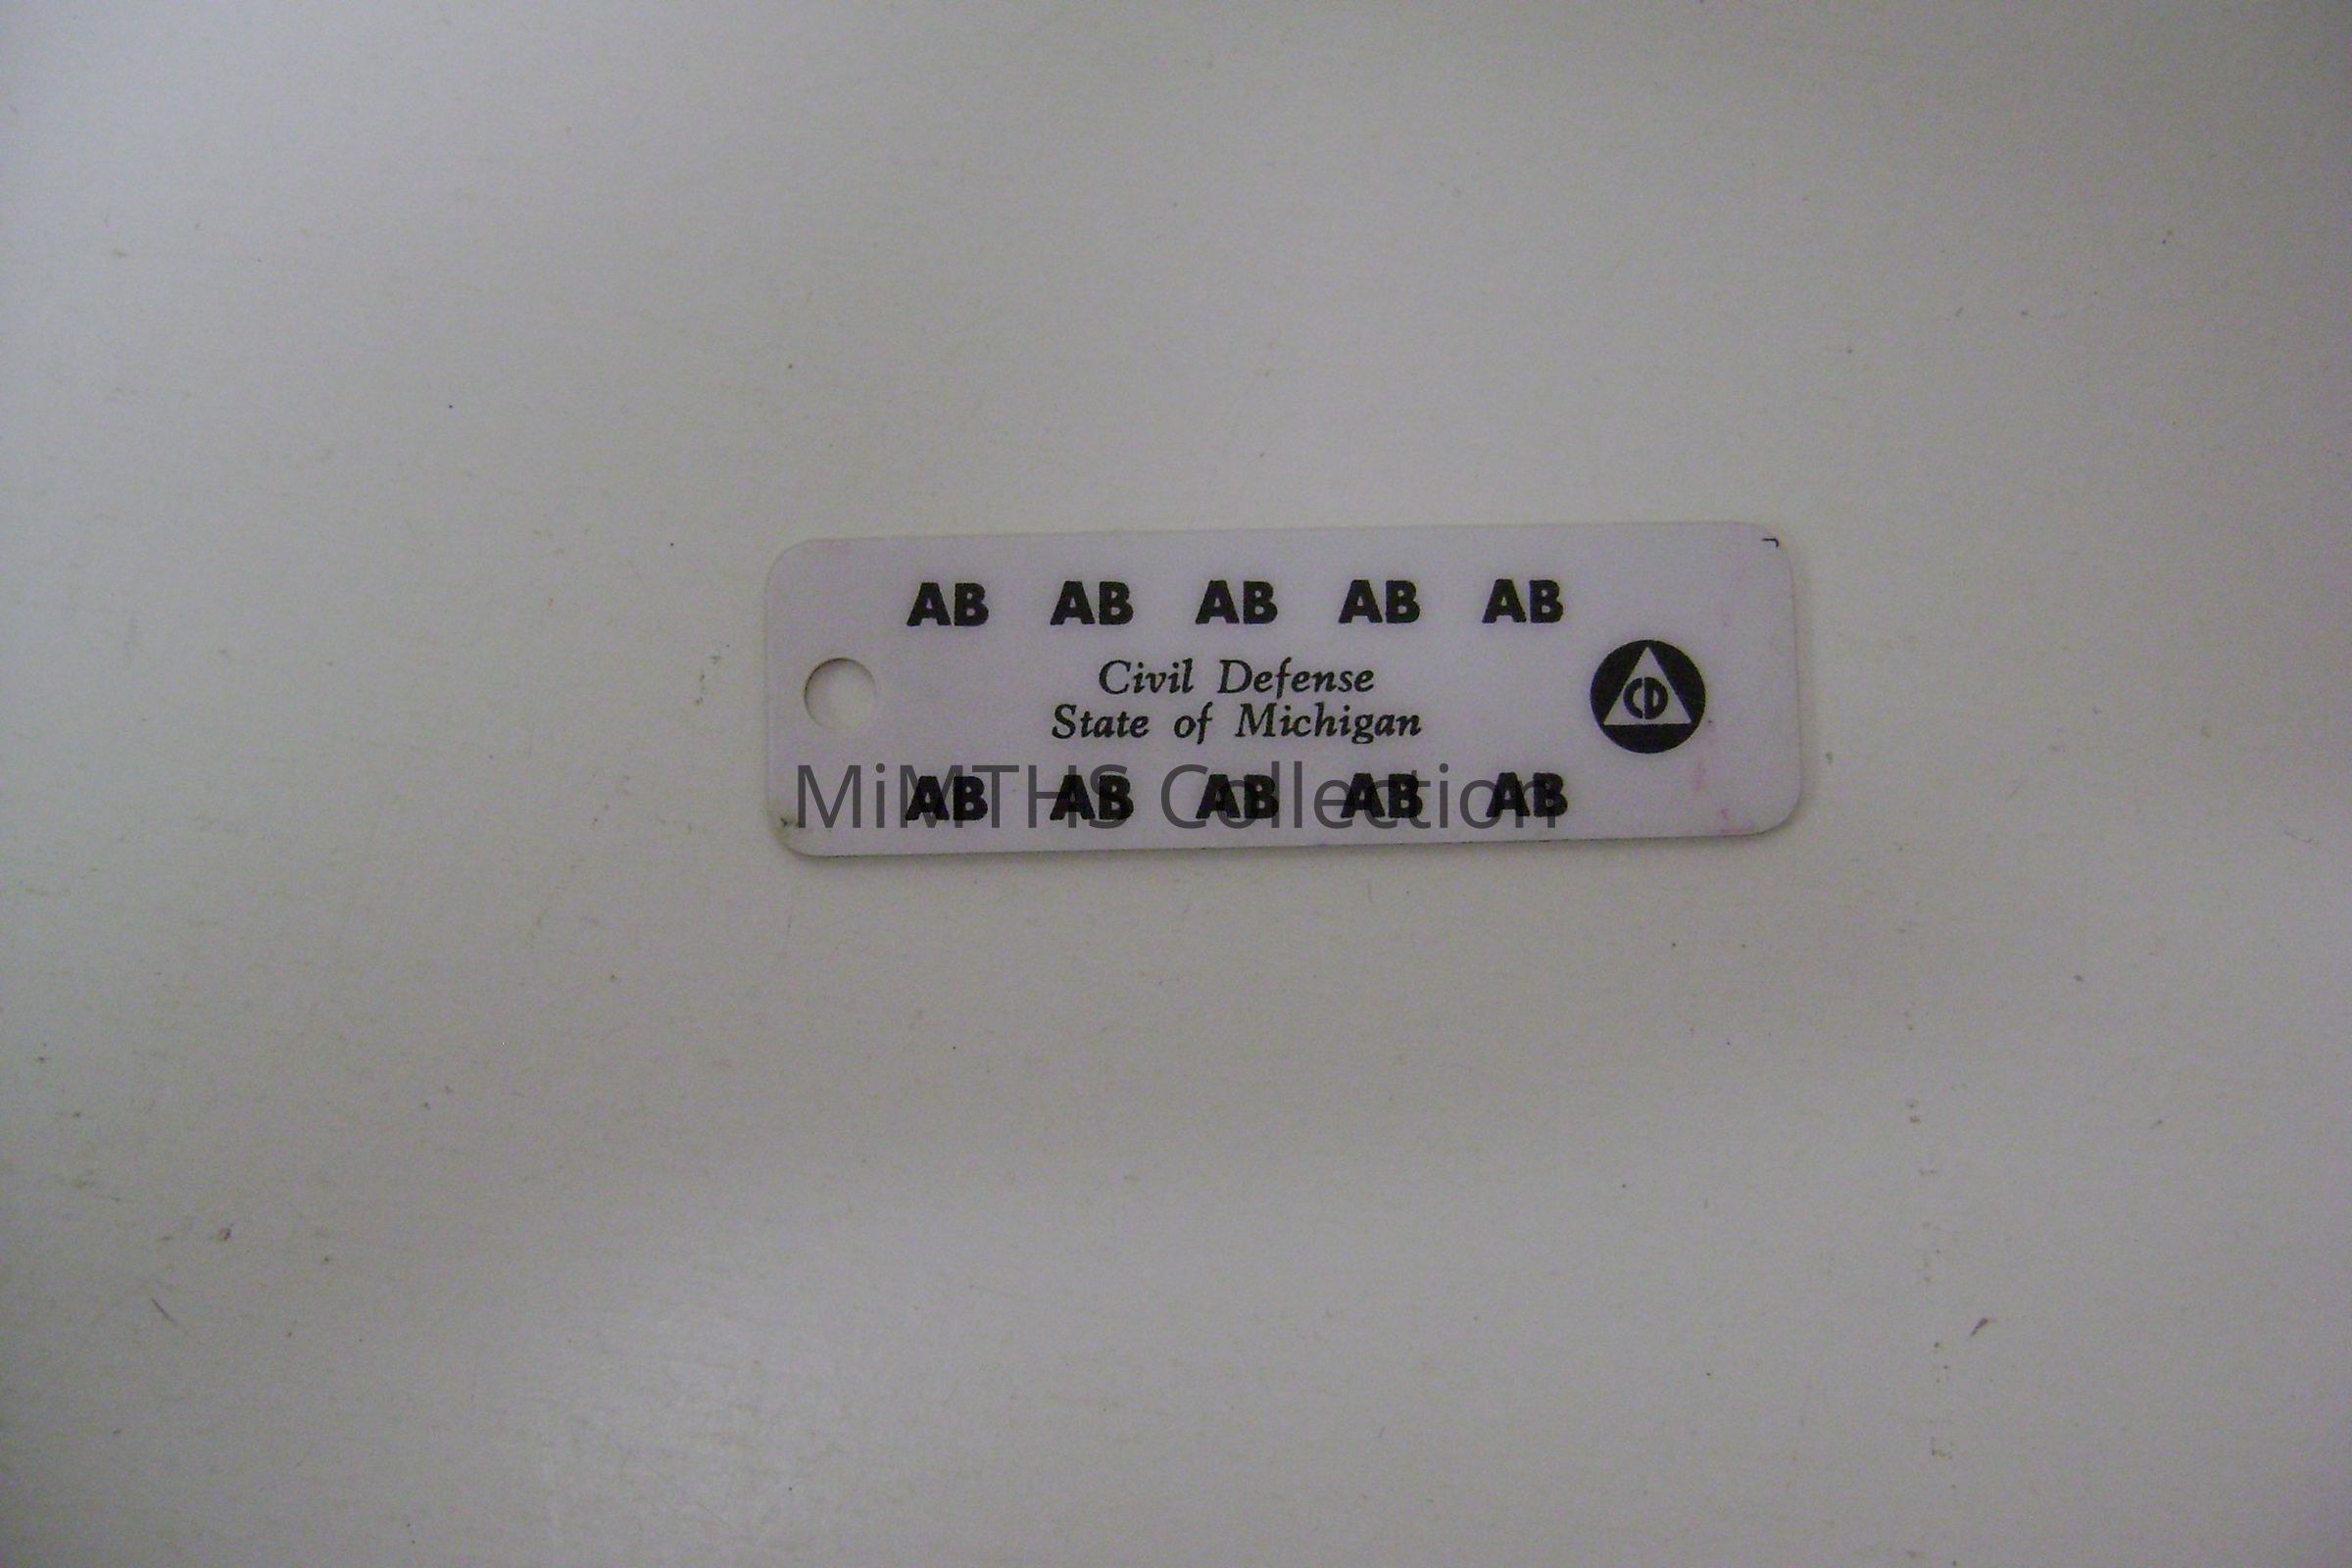 AB AB AB AB AB
Civil Defense
State of Michigan
CD
AB AB AB AB AB
MiMTHS Collection